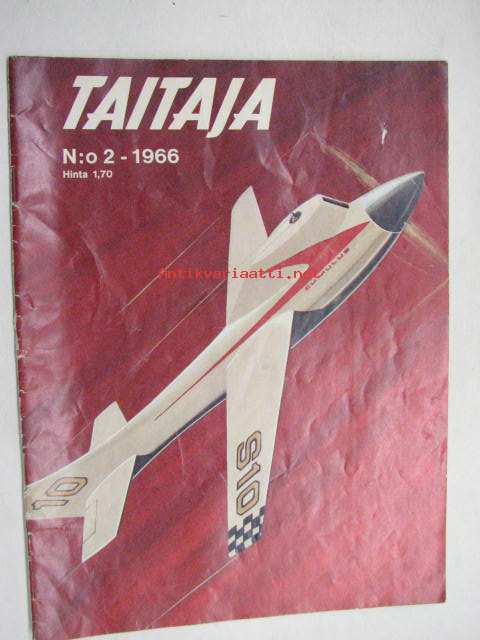 TAITAJA
N:o 2 - 1966
Hinta 1,70
antikvariaatti.net
S10
10